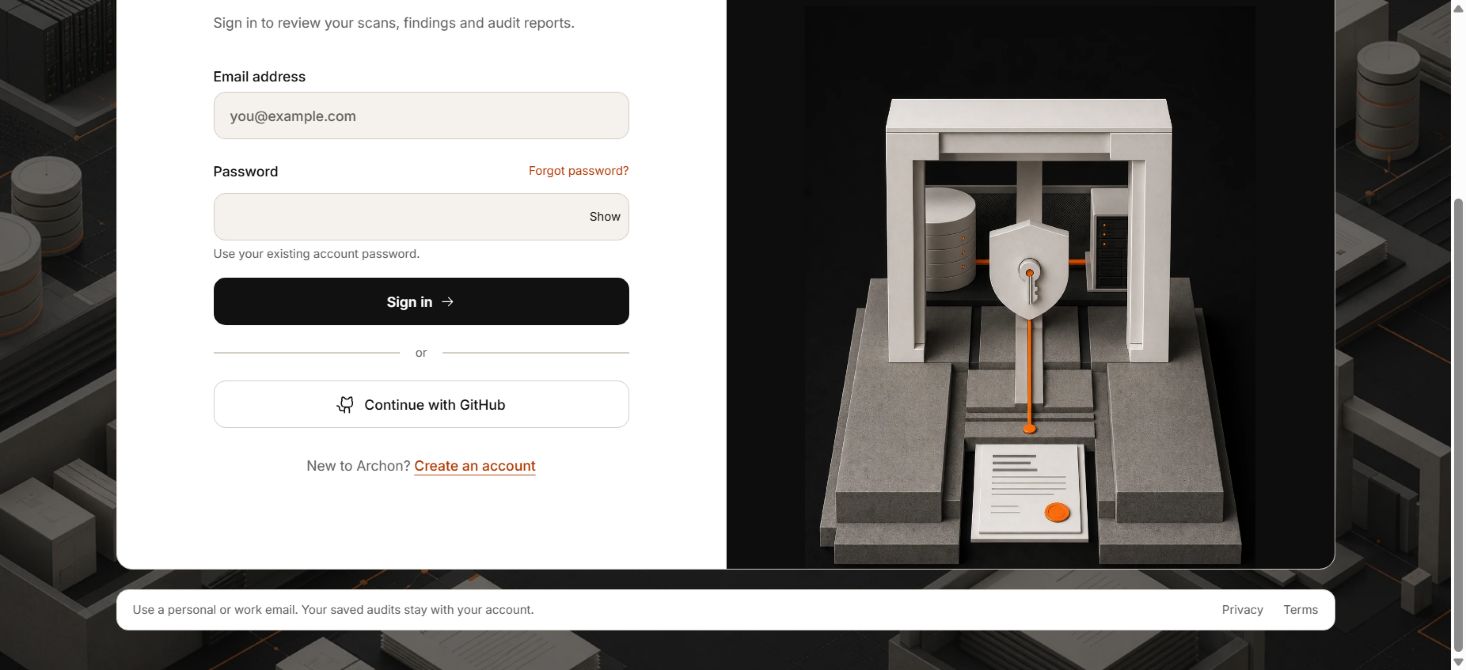 Sign in to review your scans, findings and audit reports.
Email address
you@example.com
Password
Forgot password?
Show
Use your existing account password.
Sign in →
or
Continue with GitHub
New to Archon? Create an account
Use a personal or work email. Your saved audits stay with your account.
Privacy
Terms